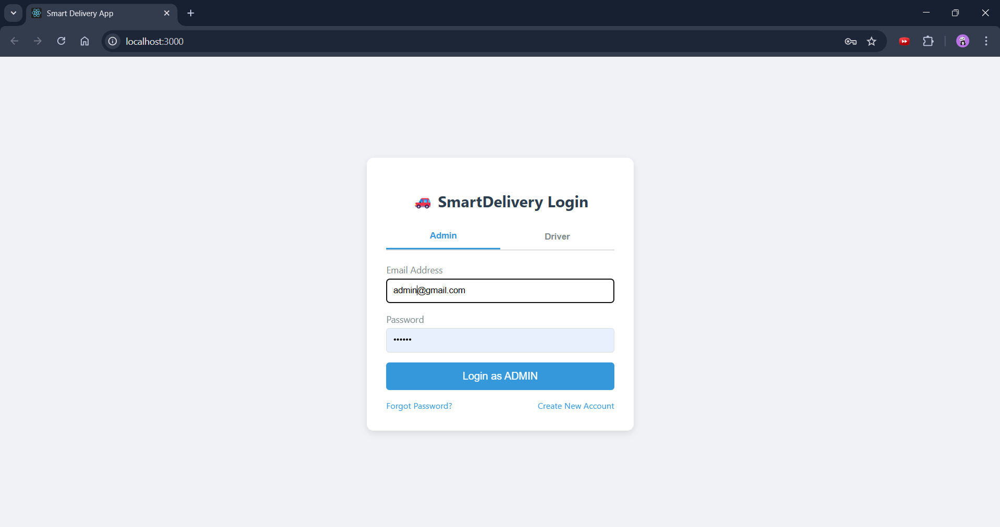 Smart Delivery App
localhost:3000
SmartDelivery Login
Admin
Driver
Email Address
admin@gmail.com
Password
••••••
Login as ADMIN
Forgot Password?
Create New Account